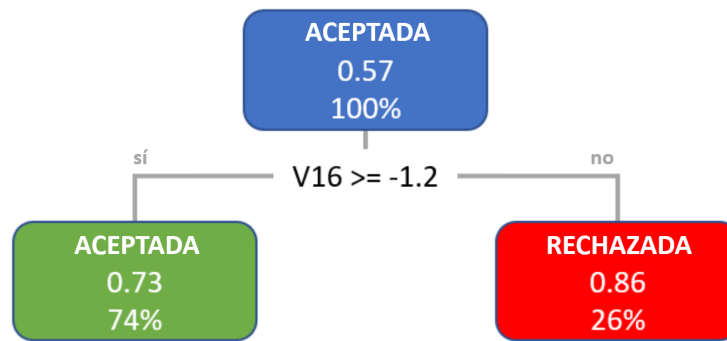 ACEPTADA
0.57
100%
sí
no
V16 >= -1.2
ACEPTADA
0.73
74%
RECHAZADA
0.86
26%